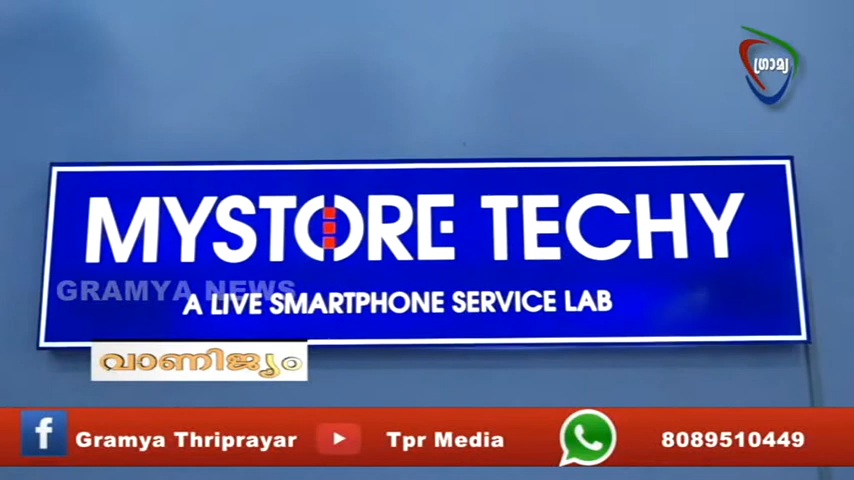 ഗ്രാമ്യ
MYSTORE TECHY
GRAMYA NEWS
A LIVE SMARTPHONE SERVICE LAB
വാണിജ്യം
Gramya Thriprayar
Tpr Media
8089510449